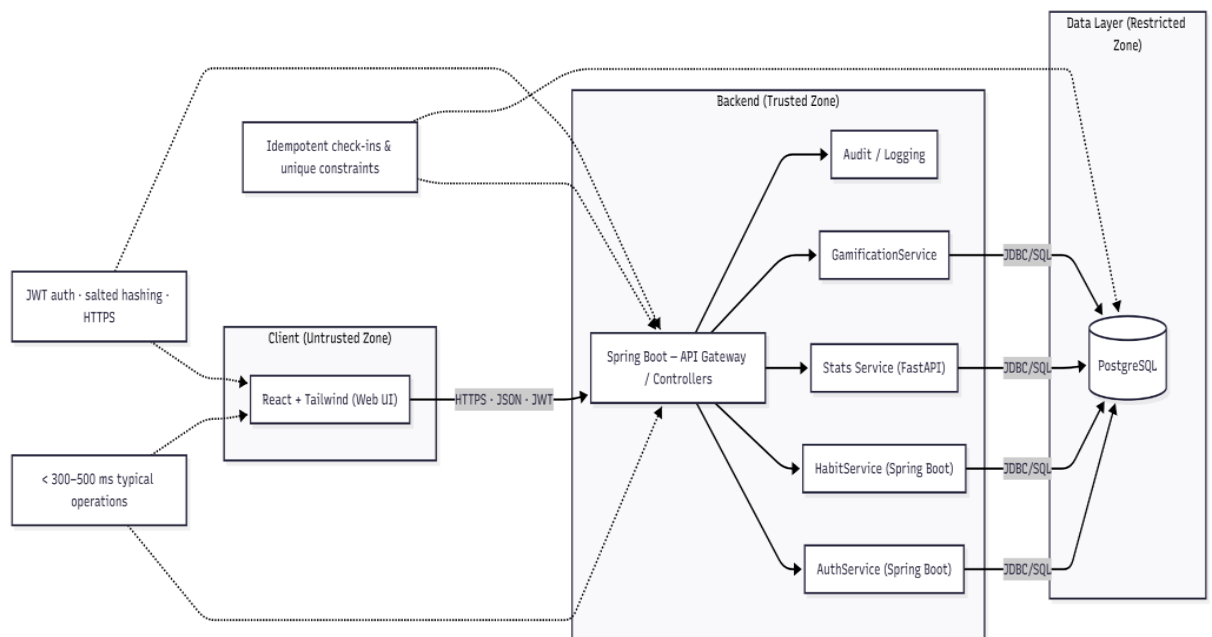 Data Layer (Restricted
Zone)
Backend (Trusted Zone)
Idempotent check-ins &
unique constraints
Audit / Logging
GamificationService
JDBC/SQL
JWT auth · salted hashing ·
HTTPS
Client (Untrusted Zone)
React + Tailwind (Web UI)
HTTPS · JSON · JWT
Spring Boot – API Gateway
/ Controllers
Stats Service (FastAPI)
JDBC/SQL
PostgreSQL
< 300–500 ms typical
operations
HabitService (Spring Boot)
JDBC/SQL
AuthService (Spring Boot)
JDBC/SQL